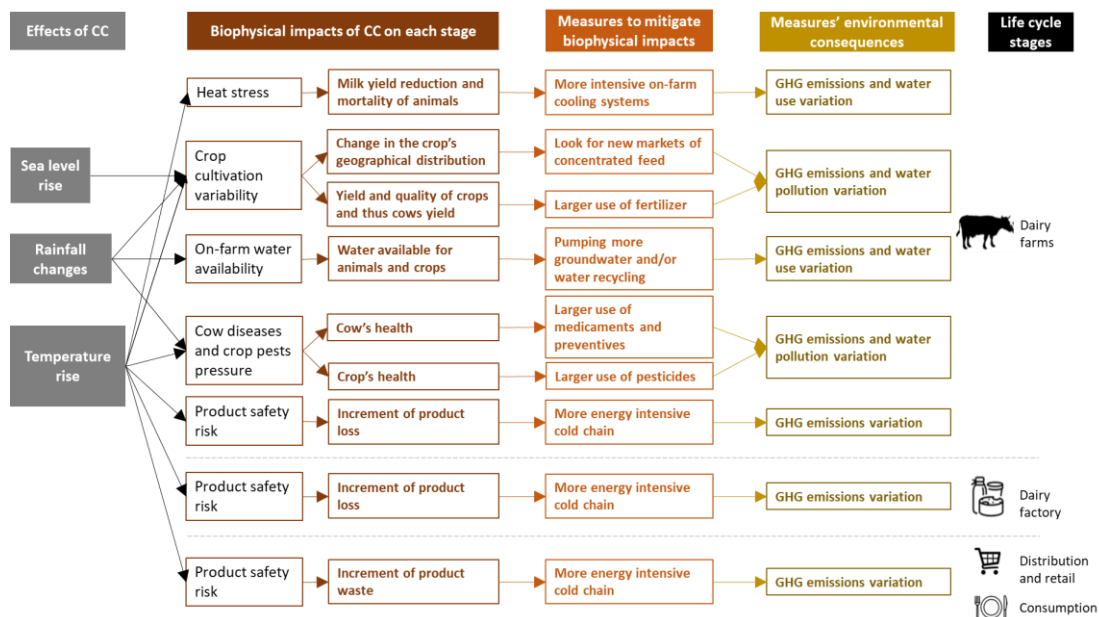 Effects of CC
Biophysical impacts of CC on each stage
Measures to mitigate
biophysical impacts
Measures' environmental
consequences
Life cycle
stages
Heat stress
Milk yield reduction and
mortality of animals
More intensive on-farm
cooling systems
GHG emissions and water
use variation
Sea level
rise
Crop
cultivation
variability
Change in the crop's
geographical distribution
Look for new markets of
concentrated feed
Yield and quality of crops
and thus cows yield
Larger use of fertilizer
GHG emissions and water
pollution variation
Dairy
farms
Rainfall
changes
On-farm water
availability
Water available for
animals and crops
Pumping more
groundwater and/or
water recycling
GHG emissions and water
use variation
Temperature
rise
Cow diseases
and crop pests
pressure
Cow's health
Larger use of
medicaments and
preventives
Crop's health
Larger use of pesticides
GHG emissions and water
pollution variation
Product safety
risk
Increment of product
loss
More energy intensive
cold chain
GHG emissions variation
Product safety
risk
Increment of product
loss
More energy intensive
cold chain
GHG emissions variation
Dairy
factory
Product safety
risk
Increment of product
waste
More energy intensive
cold chain
GHG emissions variation
Distribution
and retail
Consumption